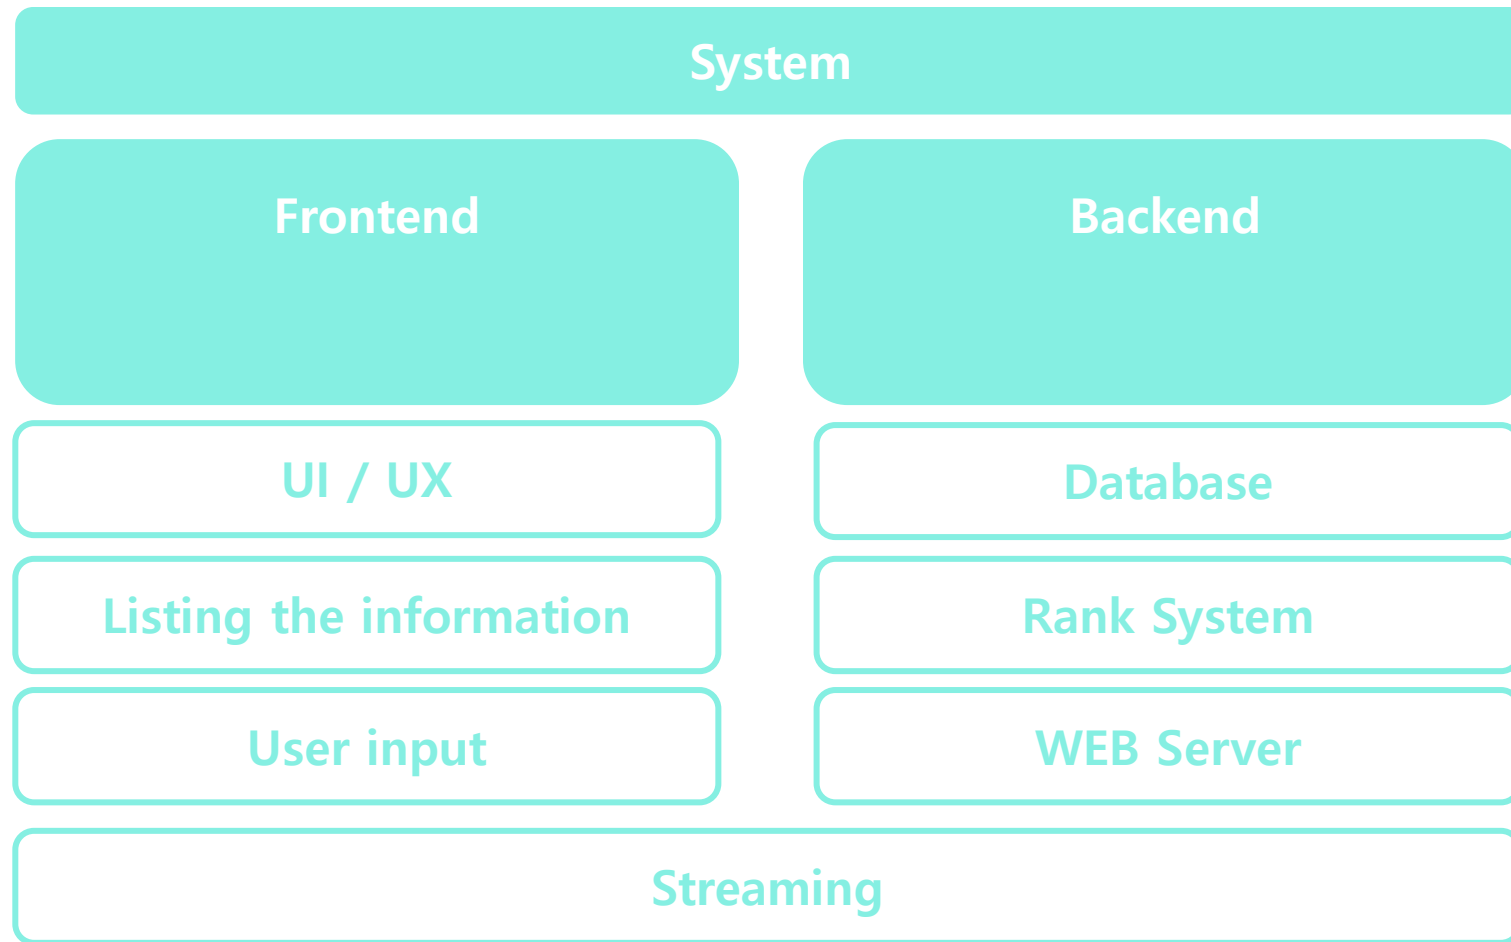 System
Frontend
Backend
UI / UX
Database
Listing the information
Rank System
User input
WEB Server
Streaming